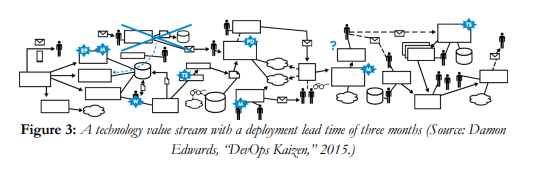 ?
Figure 3: A technology value stream with a deployment lead time of three months (Source: Damon
Edwards, “DevOps Kaizen,” 2015.)